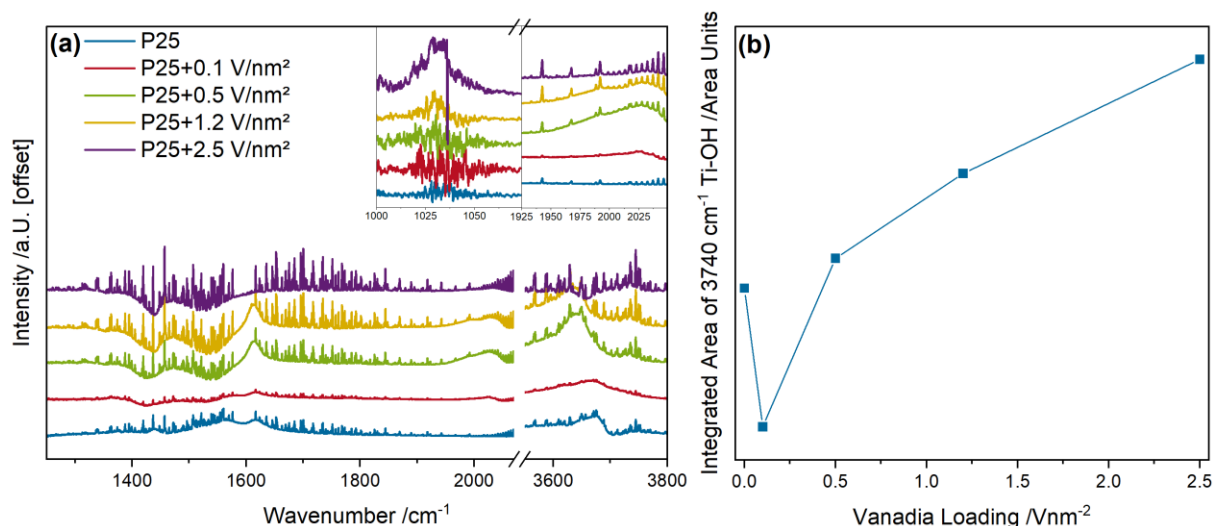 (a)
P25
P25+0.1 V/nm²
P25+0.5 V/nm²
P25+1.2 V/nm²
P25+2.5 V/nm²
1000 1025 1050 1925 1950 1975 2000 2025
Intensity /a.U. [offset]
1400 1600 1800 2000 3600 3800
Wavenumber /cm⁻¹
(b)
Integrated Area of 3740 cm⁻¹ Ti-OH /Area Units
0.0 0.5 1.0 1.5 2.0 2.5
Vanadia Loading /Vnm⁻²